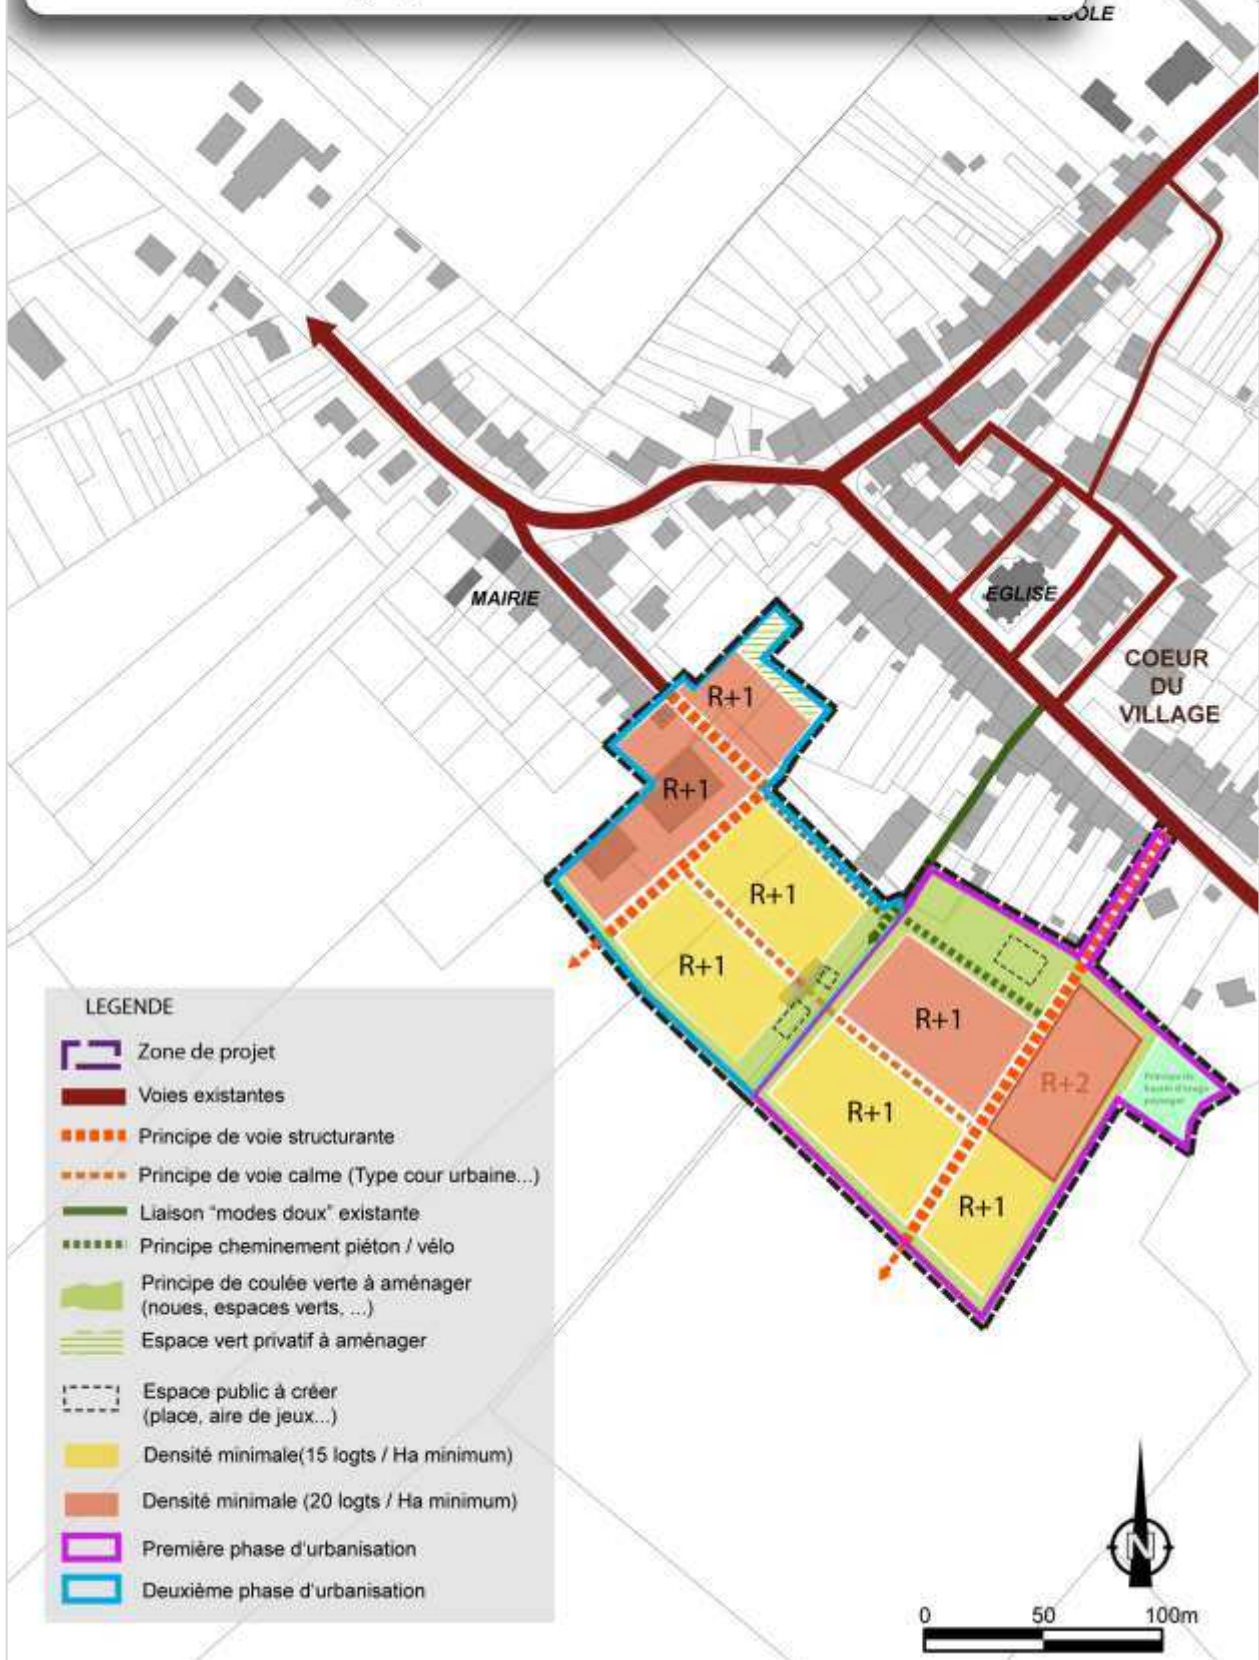 ECOLE
MAIRIE
EGLISE
COEUR
DU
VILLAGE
R+1
R+1
R+1
R+1
R+1
R+2
R+1
R+1
LEGENDE
Zone de projet
Voies existantes
Principe de voie structurante
Principe de voie calme (Type cour urbaine...)
Liaison "modes doux" existante
Principe cheminement piéton / vélo
Principe de coulée verte à aménager
(noues, espaces verts, ...)
Espace vert privatif à aménager
Espace public à créer
(place, aire de jeux...)
Densité minimale(15 logts / Ha minimum)
Densité minimale (20 logts / Ha minimum)
Première phase d'urbanisation
Deuxième phase d'urbanisation
N
0 50 100m